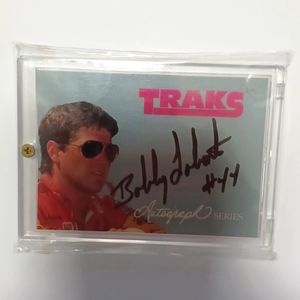 TRAKS
Bobby Labonte
#44
Autograph SERIES